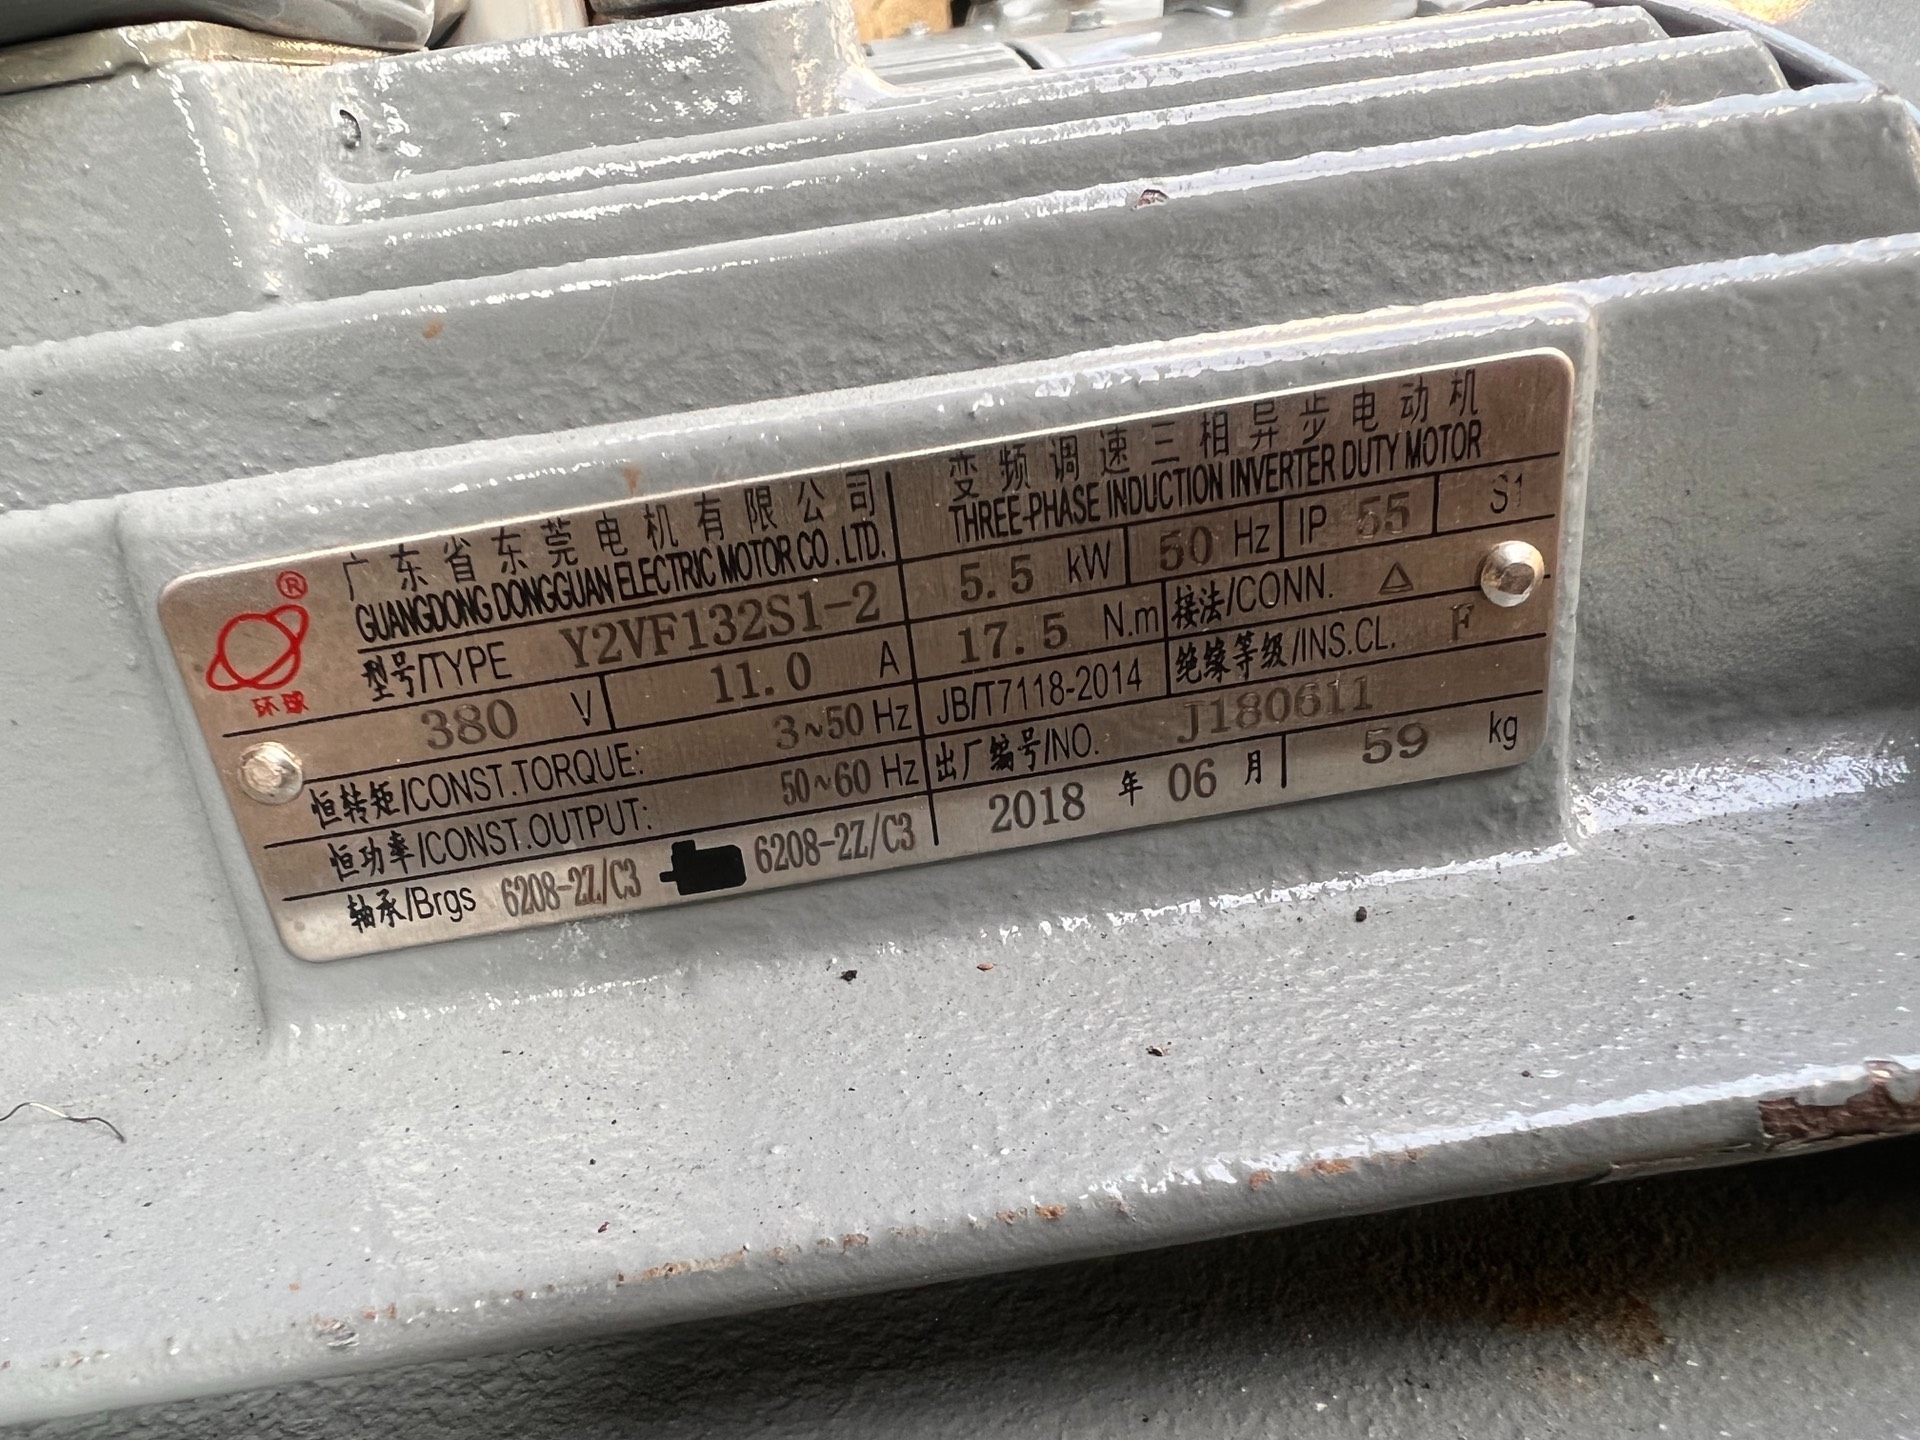 ®
环球
广东省东莞电机有限公司
GUANGDONG DONGGUAN ELECTRIC MOTOR CO.LTD.
变频调速三相异步电动机
THREE-PHASE INDUCTION INVERTER DUTY MOTOR
型号/TYPE Y2VF132S1-2
5.5 kW 50 Hz IP 55 S1
380 V 11.0 A
17.5 N.m 接法/CONN. △
恒转矩/CONST.TORQUE: 3~50 Hz
JB/T7118-2014 绝缘等级/INS.CL. F
恒功率/CONST.OUTPUT: 50~60 Hz
出厂编号/NO. J180611
轴承/Brgs 6208-2Z/C3 6208-2Z/C3
2018 年 06 月 59 kg